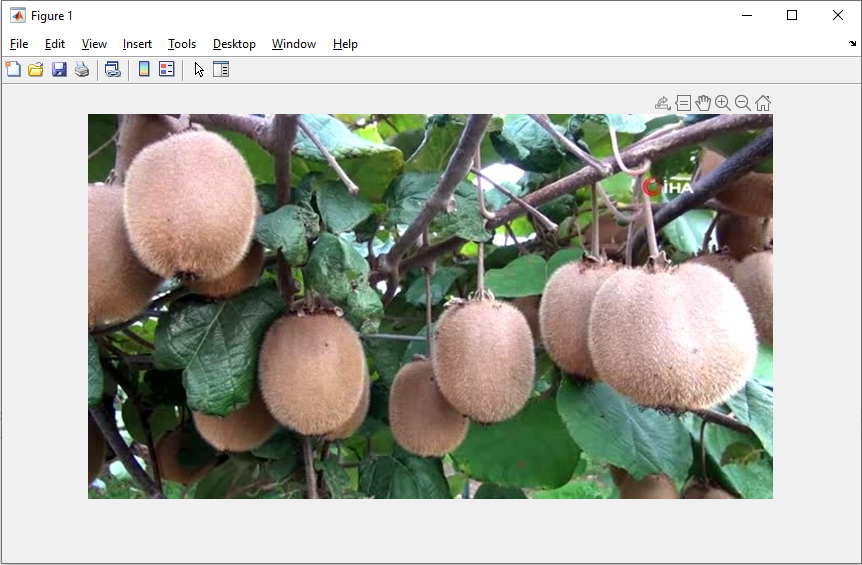 Figure 1
File Edit View Insert Tools Desktop Window Help
İHA